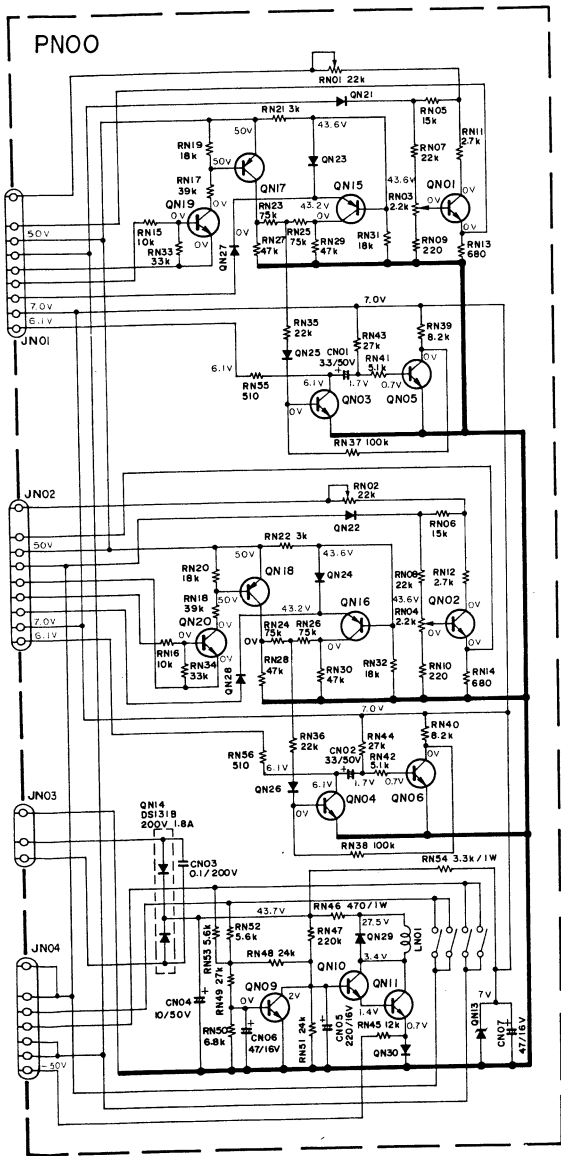 PN00
RN01 22k
QN21
RN05
15k
RN21 3k
50V
43.6V
RN19
18k
RN07
22k
RN11
2.7k
QN23
50V
RN17
39k
QN17
QN15
43.6V
RN03
2.2k
QN01
0V
QN19
0V
0V
RN23
75k
43.2V
0V
50V
RN15
10k
0V
RN33
33k
QN27
RN27
47k
RN25
75k
RN29
47k
RN31
18k
RN09
220
0V
RN13
680
7.0V
7.0V
6.1V
JN01
RN35
22k
RN43
27k
RN39
8.2k
QN25
CN01
33/50V
RN41
5.1k
0V
6.1V
RN55
510
6.1V
1.7V
0.7V
QN05
0V
QN03
RN37 100k
JN02
RN02
22k
QN22
RN06
15k
50V
RN22 3k
50V
43.6V
RN20
18k
QN18
QN24
RN08
22k
RN12
2.7k
RN18
39k
50V
43.2V
QN16
43.6V
RN04
2.2k
QN02
0V
QN20
0V
0V
RN24
75k
RN26
75k
0V
7.0V
6.1V
0V
RN16
10k
RN34
33k
0V
QN28
RN28
47k
RN30
47k
RN32
18k
RN10
220
0V
RN14
680
7.0V
RN36
22k
RN44
27k
RN40
8.2k
RN56
510
CN02
33/50V
RN42
5.1k
0V
6.1V
1.7V
0.7V
QN26
0V
QN04
QN06
JN03
QN14
DS131B
200V 1.8A
RN38 100k
RN54 3.3k/1W
CN03
0.1/200V
43.7V
RN46 470/1W
RN53 5.6k
RN52
5.6k
RN47
220k
27.5V
QN29
LN01
RN48 24k
3.4V
JN04
RN49 27k
QN09
QN10
QN11
CN04
10/50V
0V
2V
1.4V
0.7V
7V
RN50
6.8k
CN06
47/16V
RN51 24k
CN05
220/16V
RN45 12k
QN30
QN13
CN07
47/16V
-50V